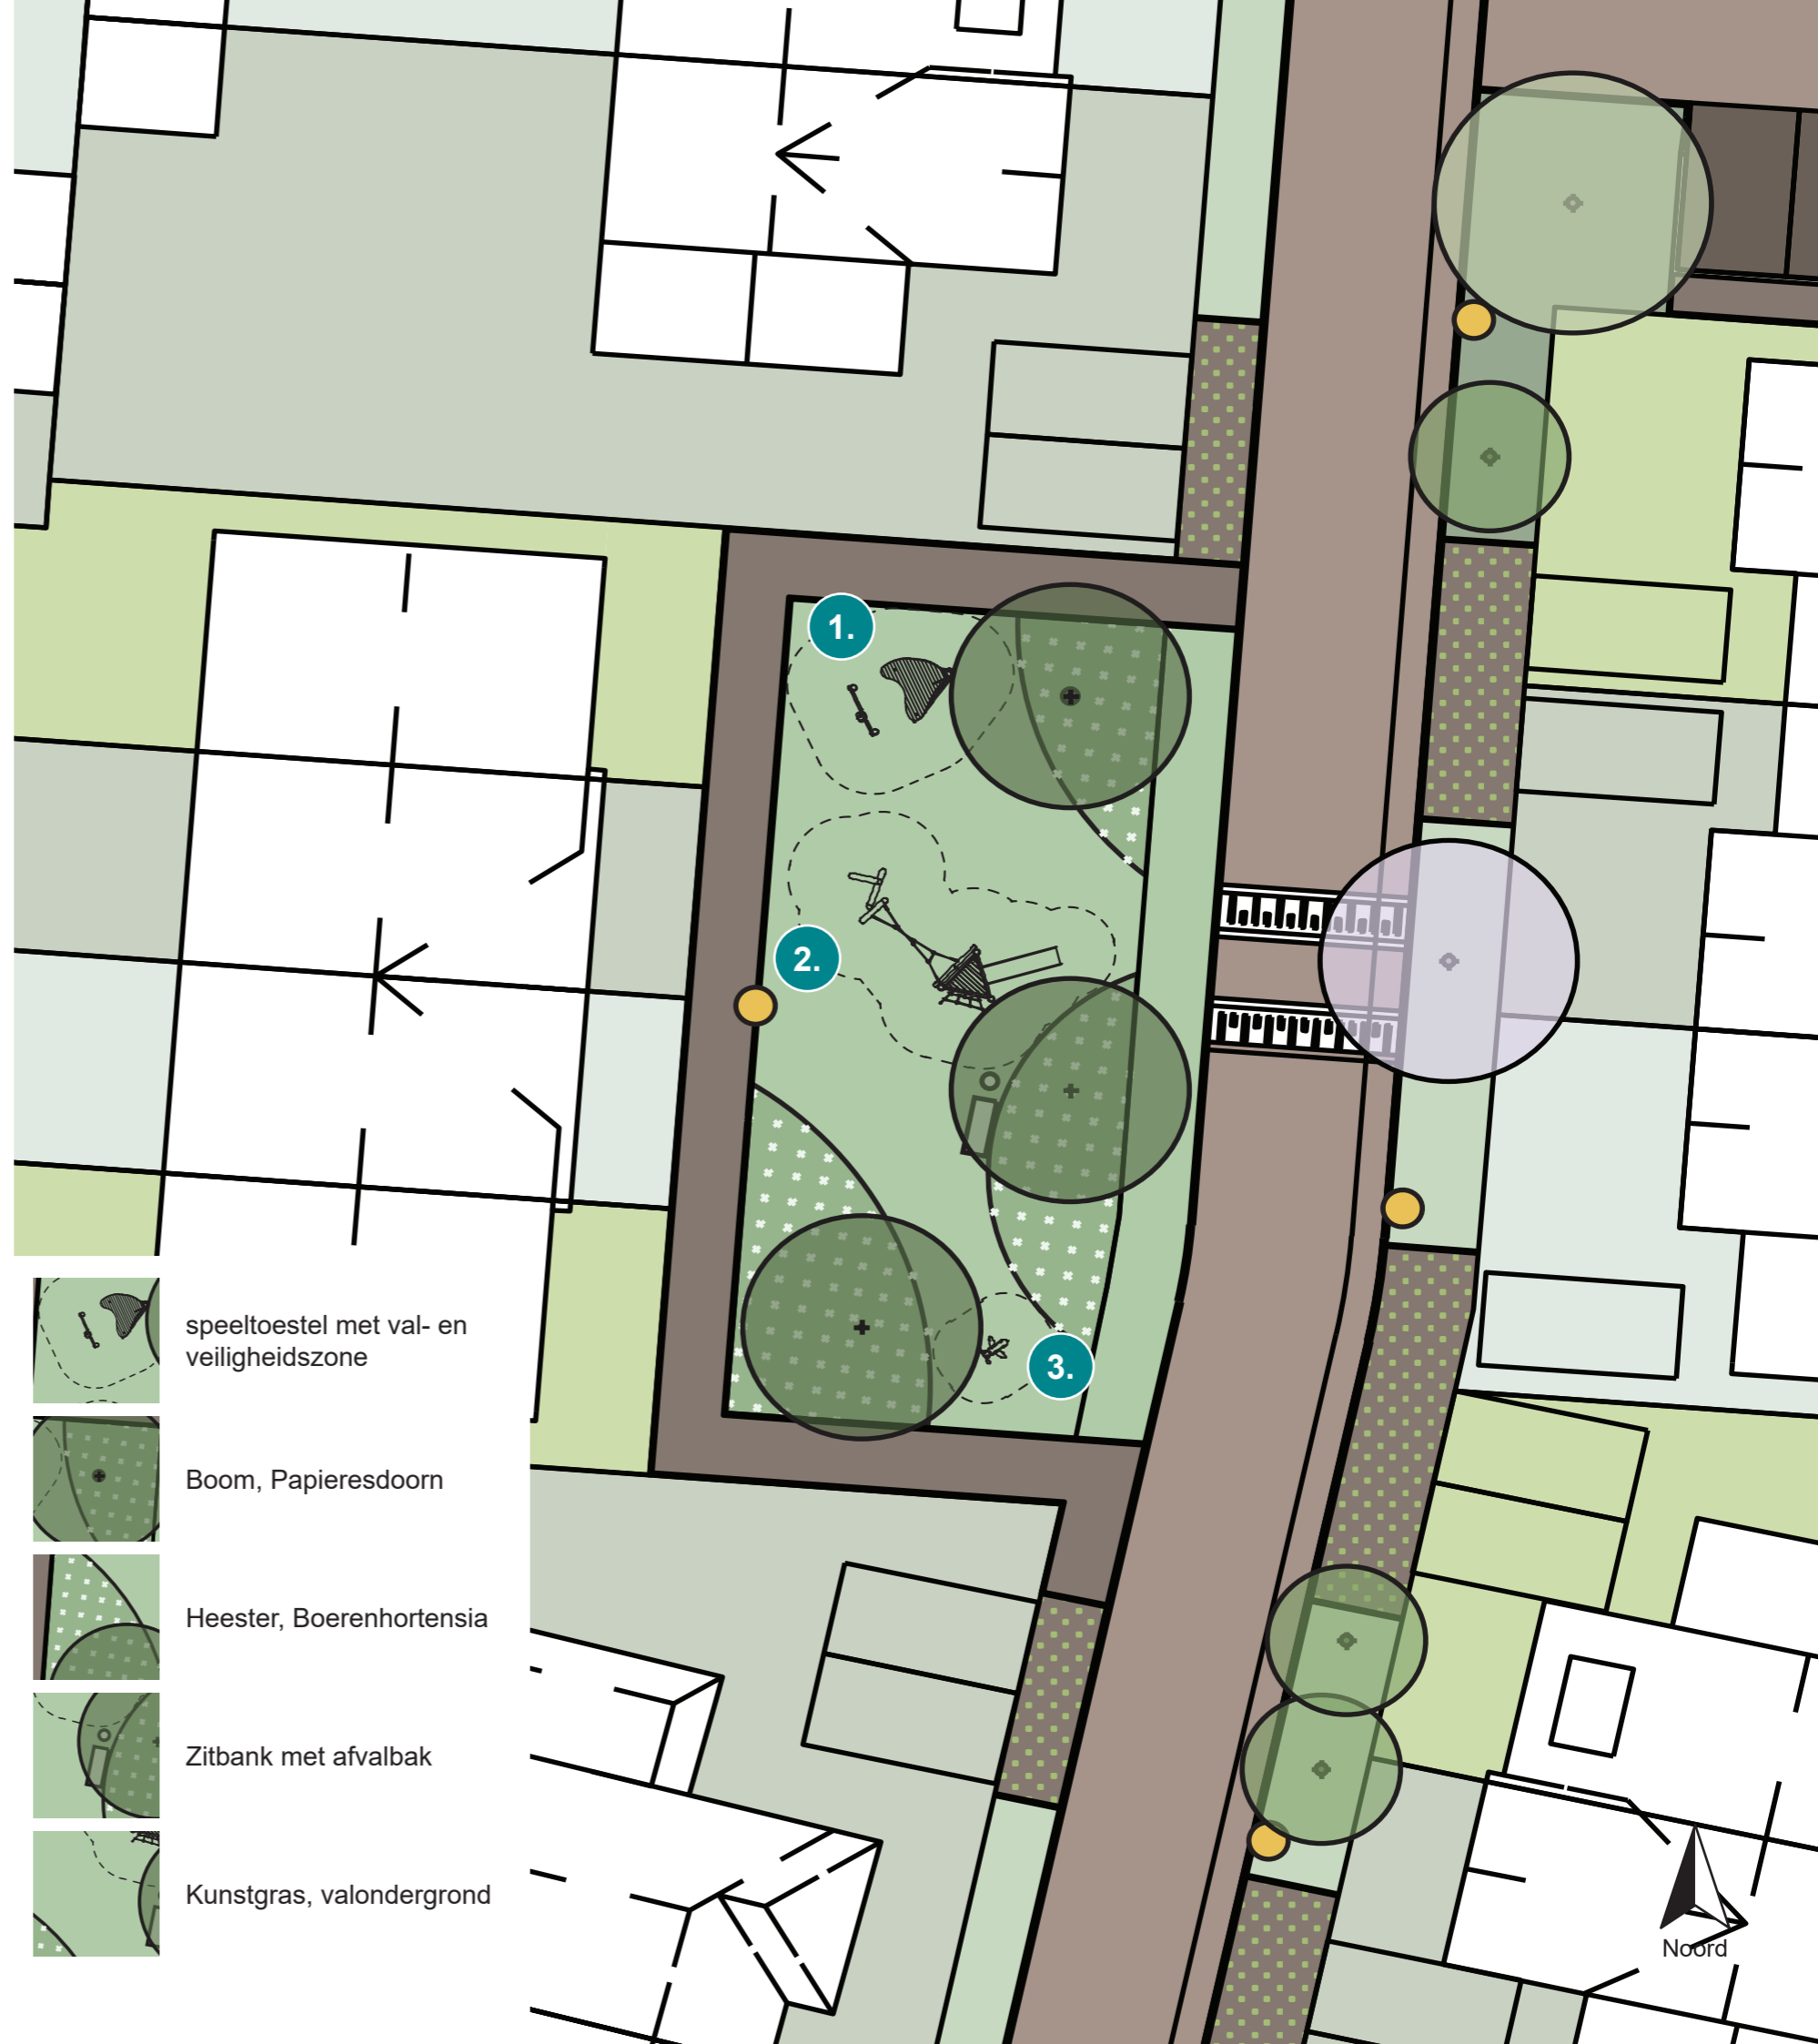 1.
2.
3.
speeltoestel met val- en
veiligheidszone
Boom, Papieresdoorn
Heester, Boerenhortensia
Zitbank met afvalbak
Kunstgras, valondergrond
Noord